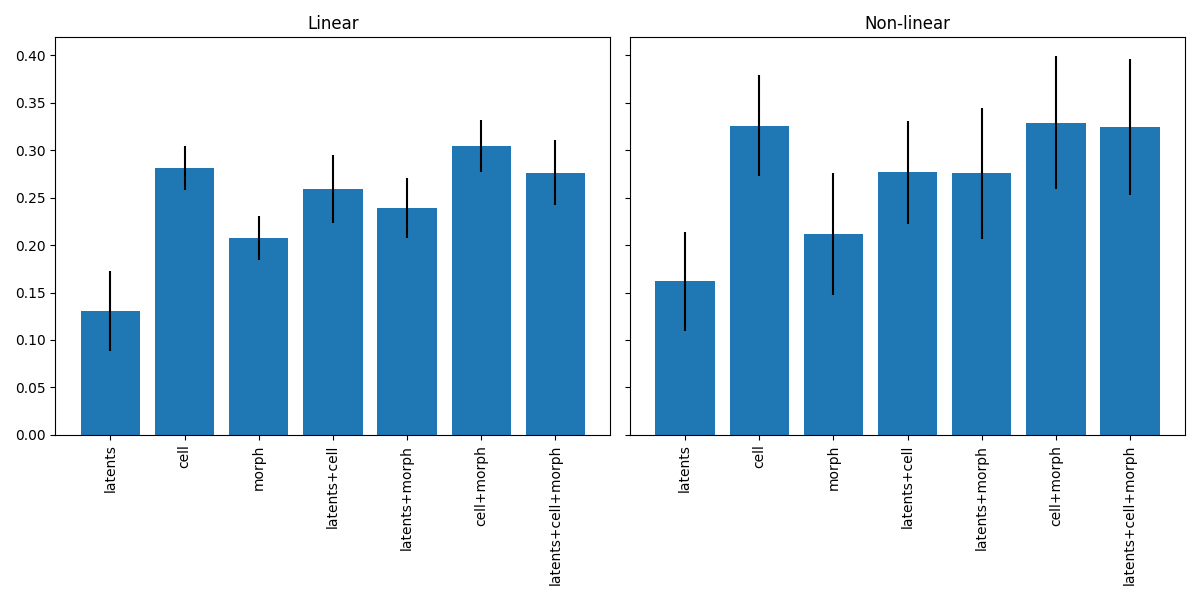 Linear
Non-linear
0.40
0.35
0.30
0.25
0.20
0.15
0.10
0.05
0.00
latents
cell
morph
latents+cell
latents+morph
cell+morph
latents+cell+morph
latents
cell
morph
latents+cell
latents+morph
cell+morph
latents+cell+morph